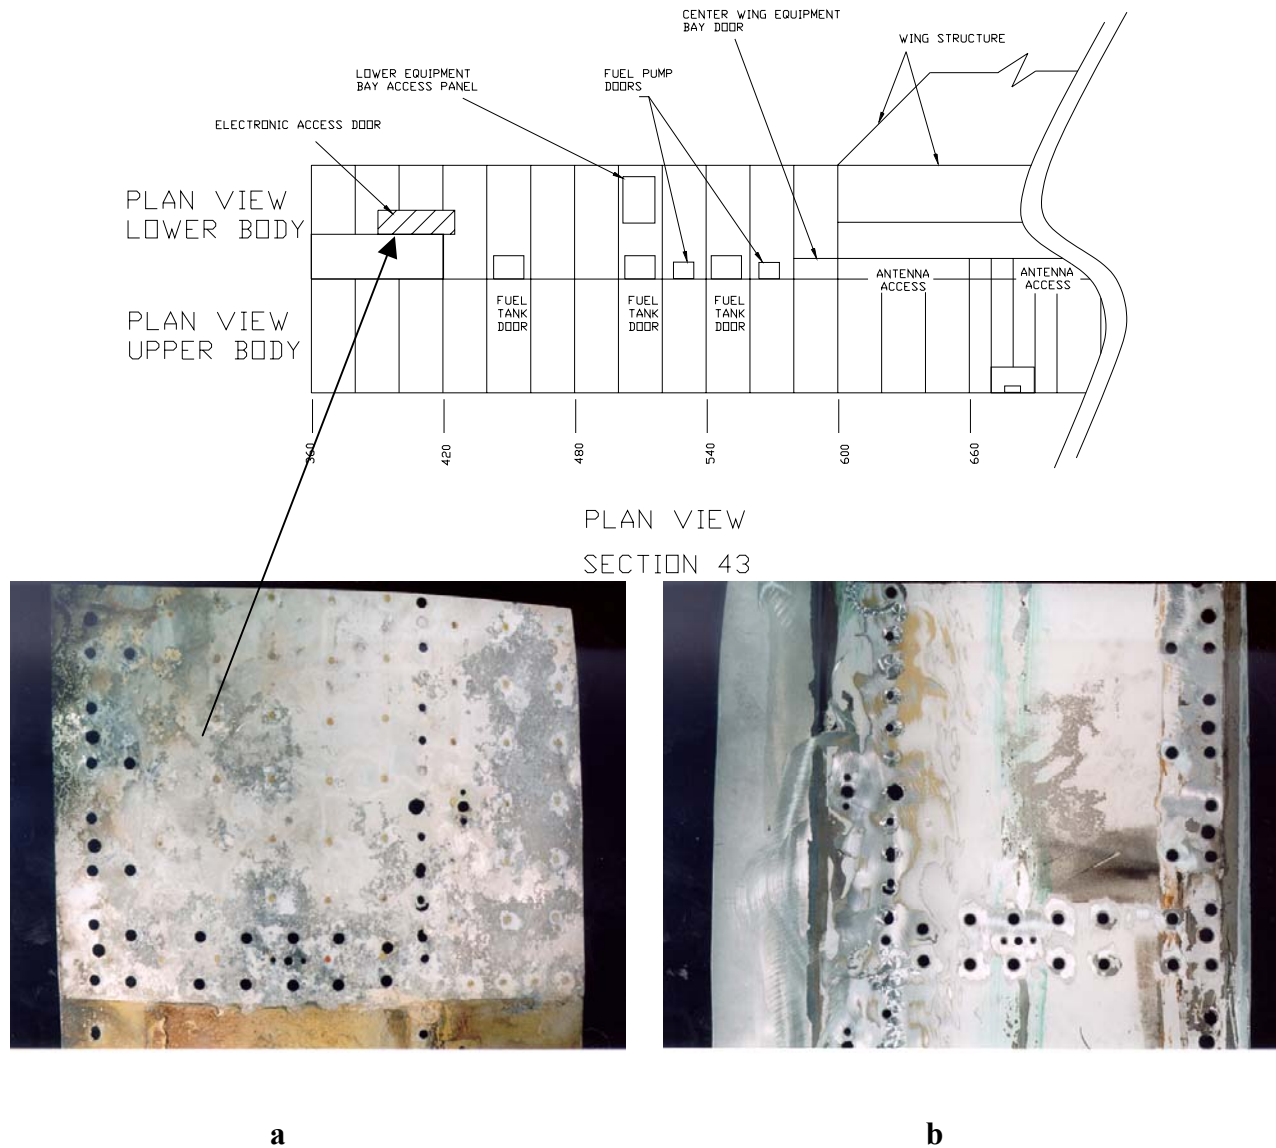 CENTER WING EQUIPMENT
BAY DOOR
WING STRUCTURE
LOWER EQUIPMENT
BAY ACCESS PANEL
FUEL PUMP
DOORS
ELECTRONIC ACCESS DOOR
PLAN VIEW
LOWER BODY
ANTENNA
ACCESS
ANTENNA
ACCESS
FUEL
TANK
DOOR
FUEL
TANK
DOOR
FUEL
TANK
DOOR
PLAN VIEW
UPPER BODY
360
420
480
540
600
660
PLAN VIEW
SECTION 43
a
b